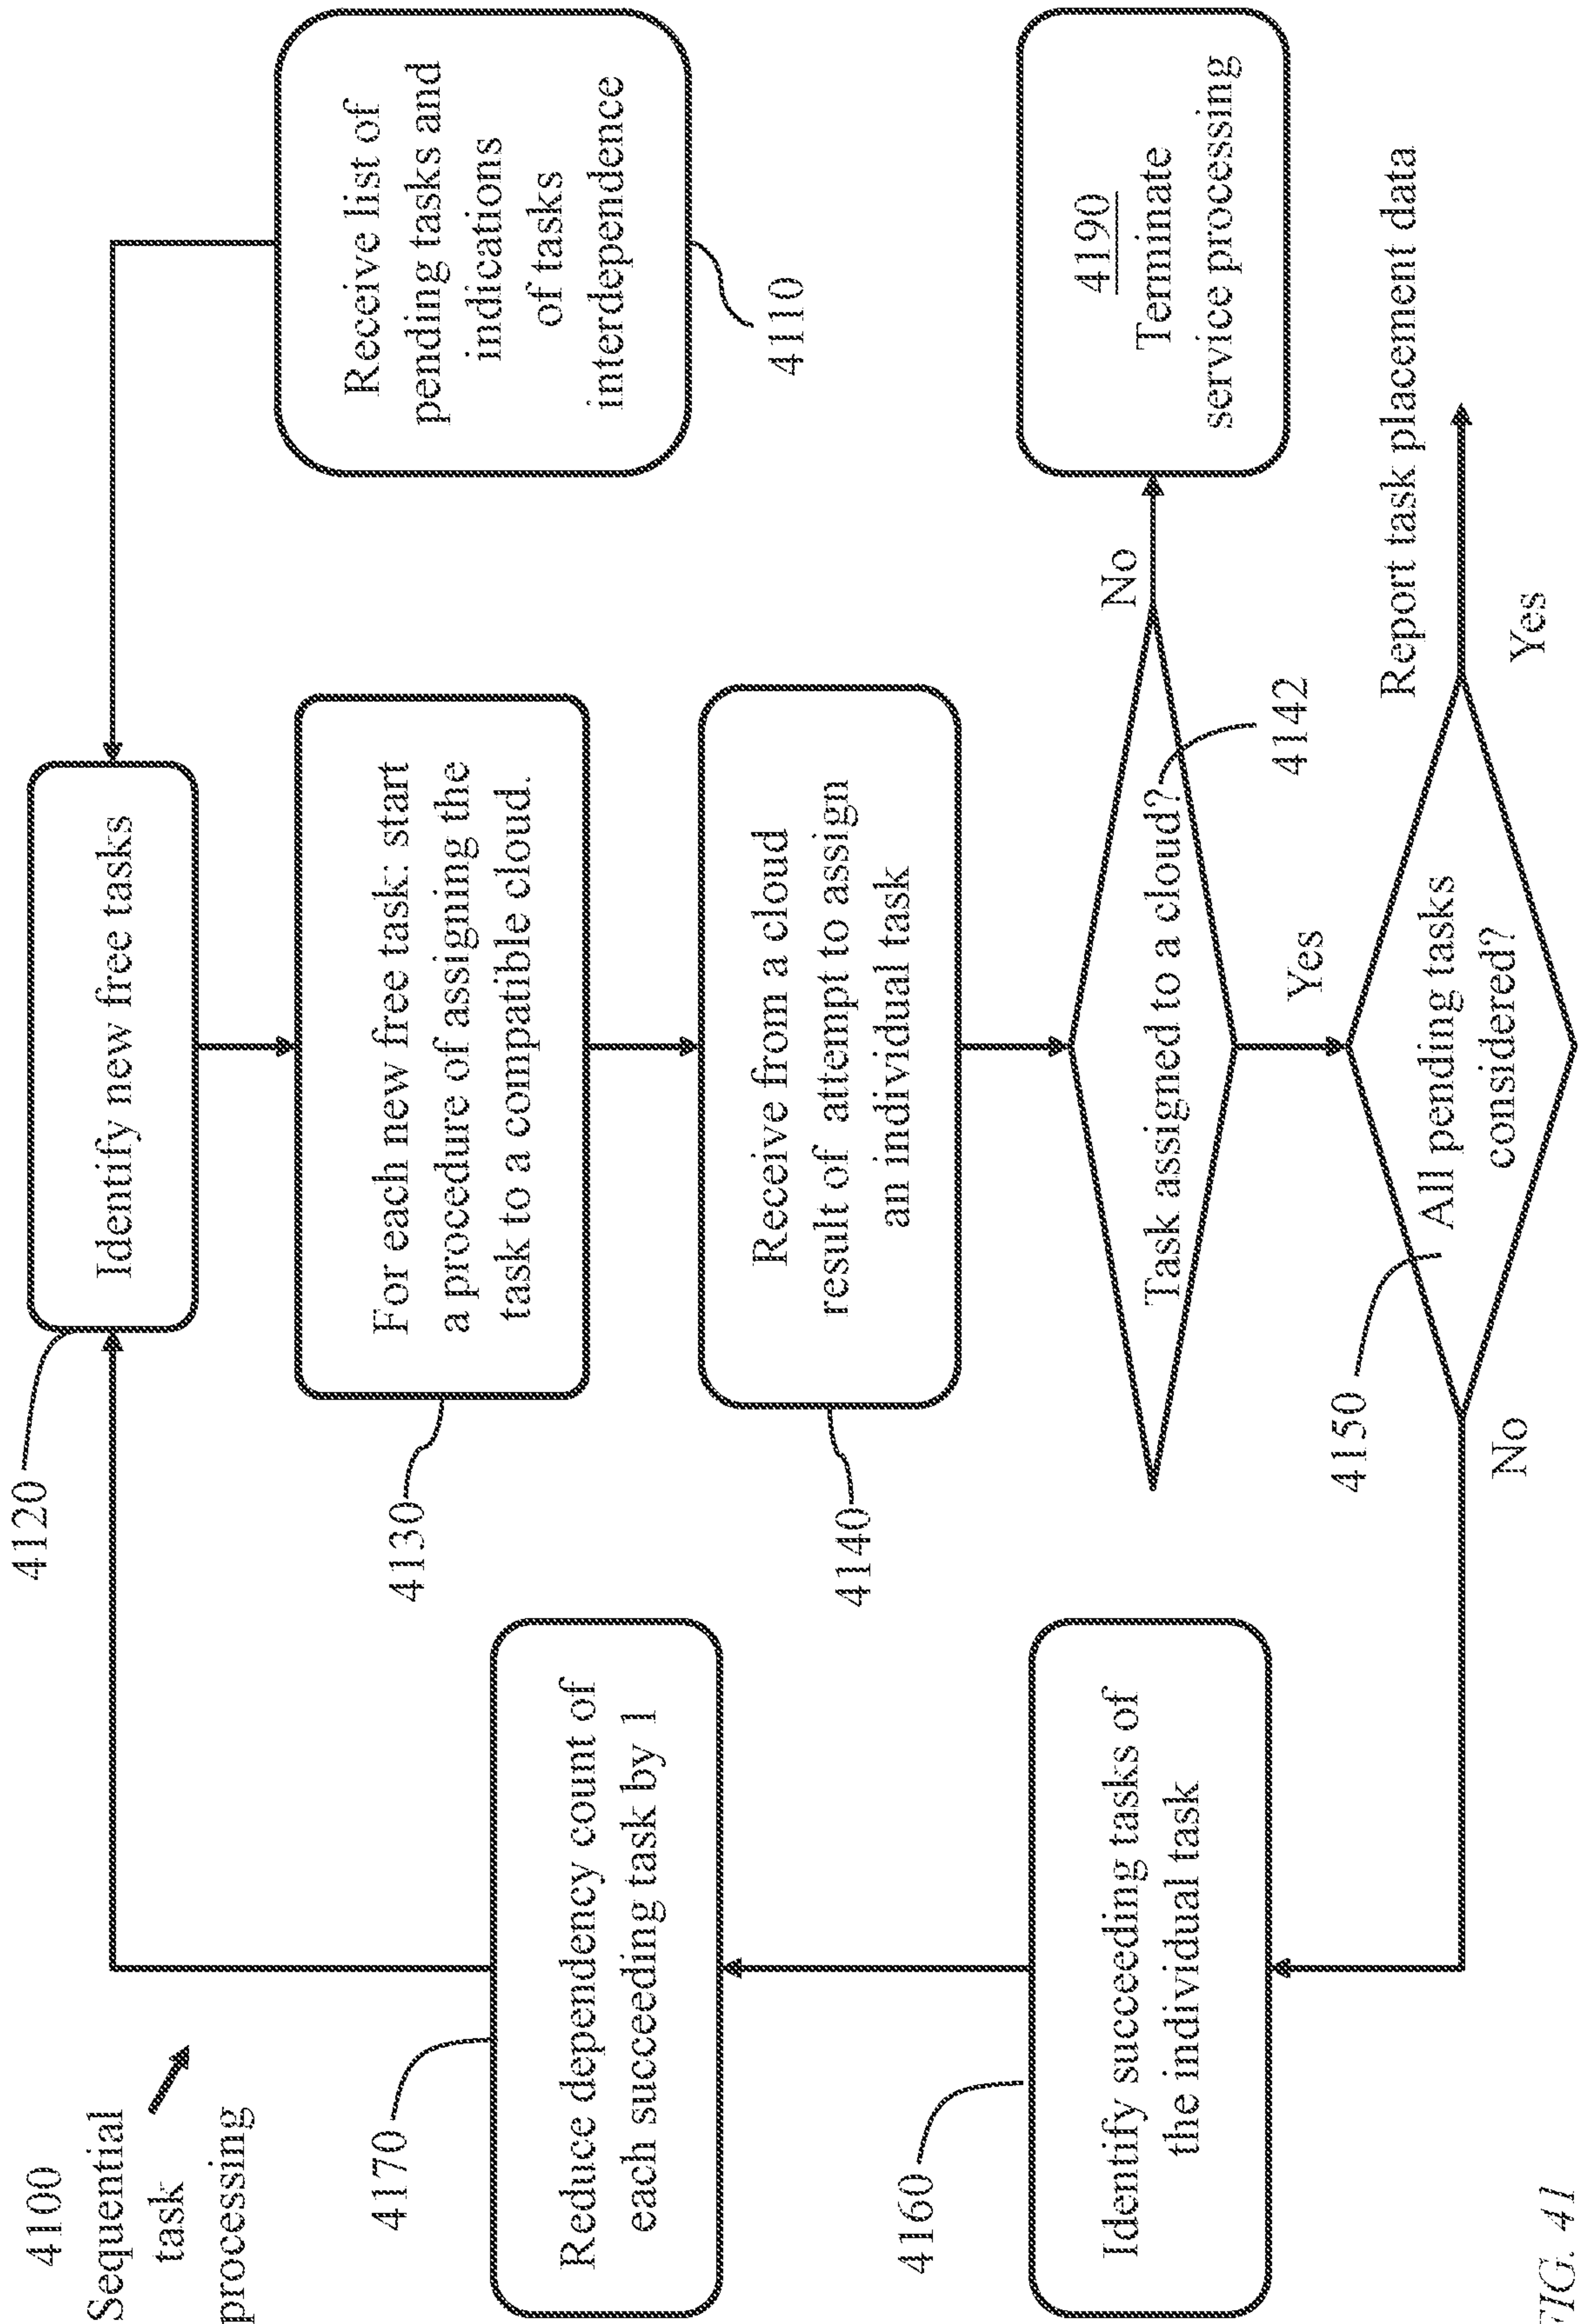 4100
Sequential
task
processing
4120
Identify new free tasks
Receive list of
pending tasks and
indications
of tasks
interdependence
4110
4130
For each new free task: start
a procedure of assigning the
task to a compatible cloud.
4170
Reduce dependency count of
each succeeding task by 1
4140
Receive from a cloud
result of attempt to assign
an individual task
4160
Identify succeeding tasks of
the individual task
Task assigned to a cloud?
4142
No
4190
Terminate
service processing
Yes
4150
All pending tasks
considered?
No
Yes
Report task placement data
FIG. 41